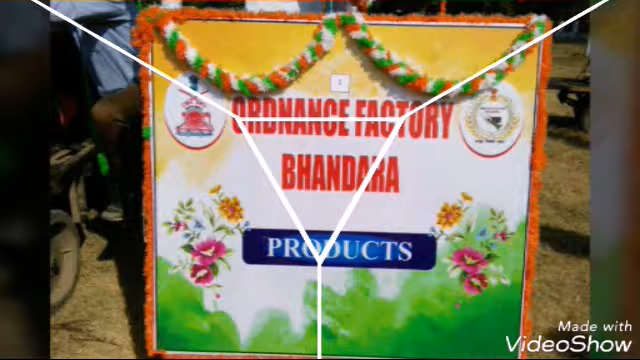 ORDNANCE FACTORY
BHANDARA
PRODUCTS
Made with
VideoShow